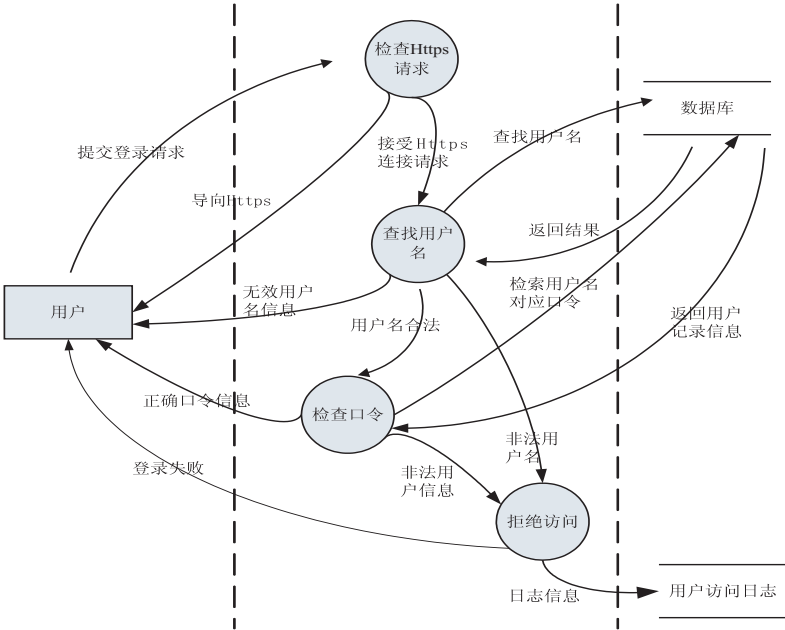 检查Https
请求
数据库
查找用户名
提交登录请求
接受Https
连接请求
导向Https
查找用户
名
返回结果
无效用户
名信息
检索用户名
对应口令
用户
用户名合法
返回用户
记录信息
正确口令信息
检查口令
非法用
户名
登录失败
非法用
户信息
拒绝访问
日志信息
用户访问日志